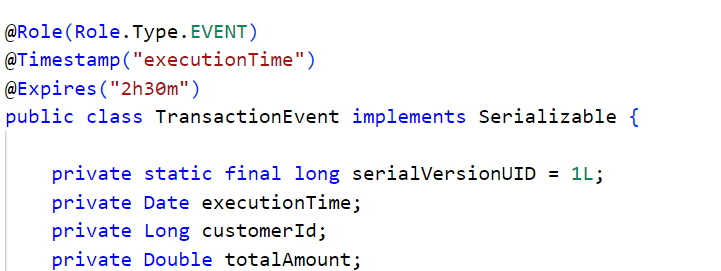 @Role(Role.Type.EVENT)
@Timestamp("executionTime")
@Expires("2h30m")
public class TransactionEvent implements Serializable {
private static final long serialVersionUID = 1L;
private Date executionTime;
private Long customerId;
private Double totalAmount;